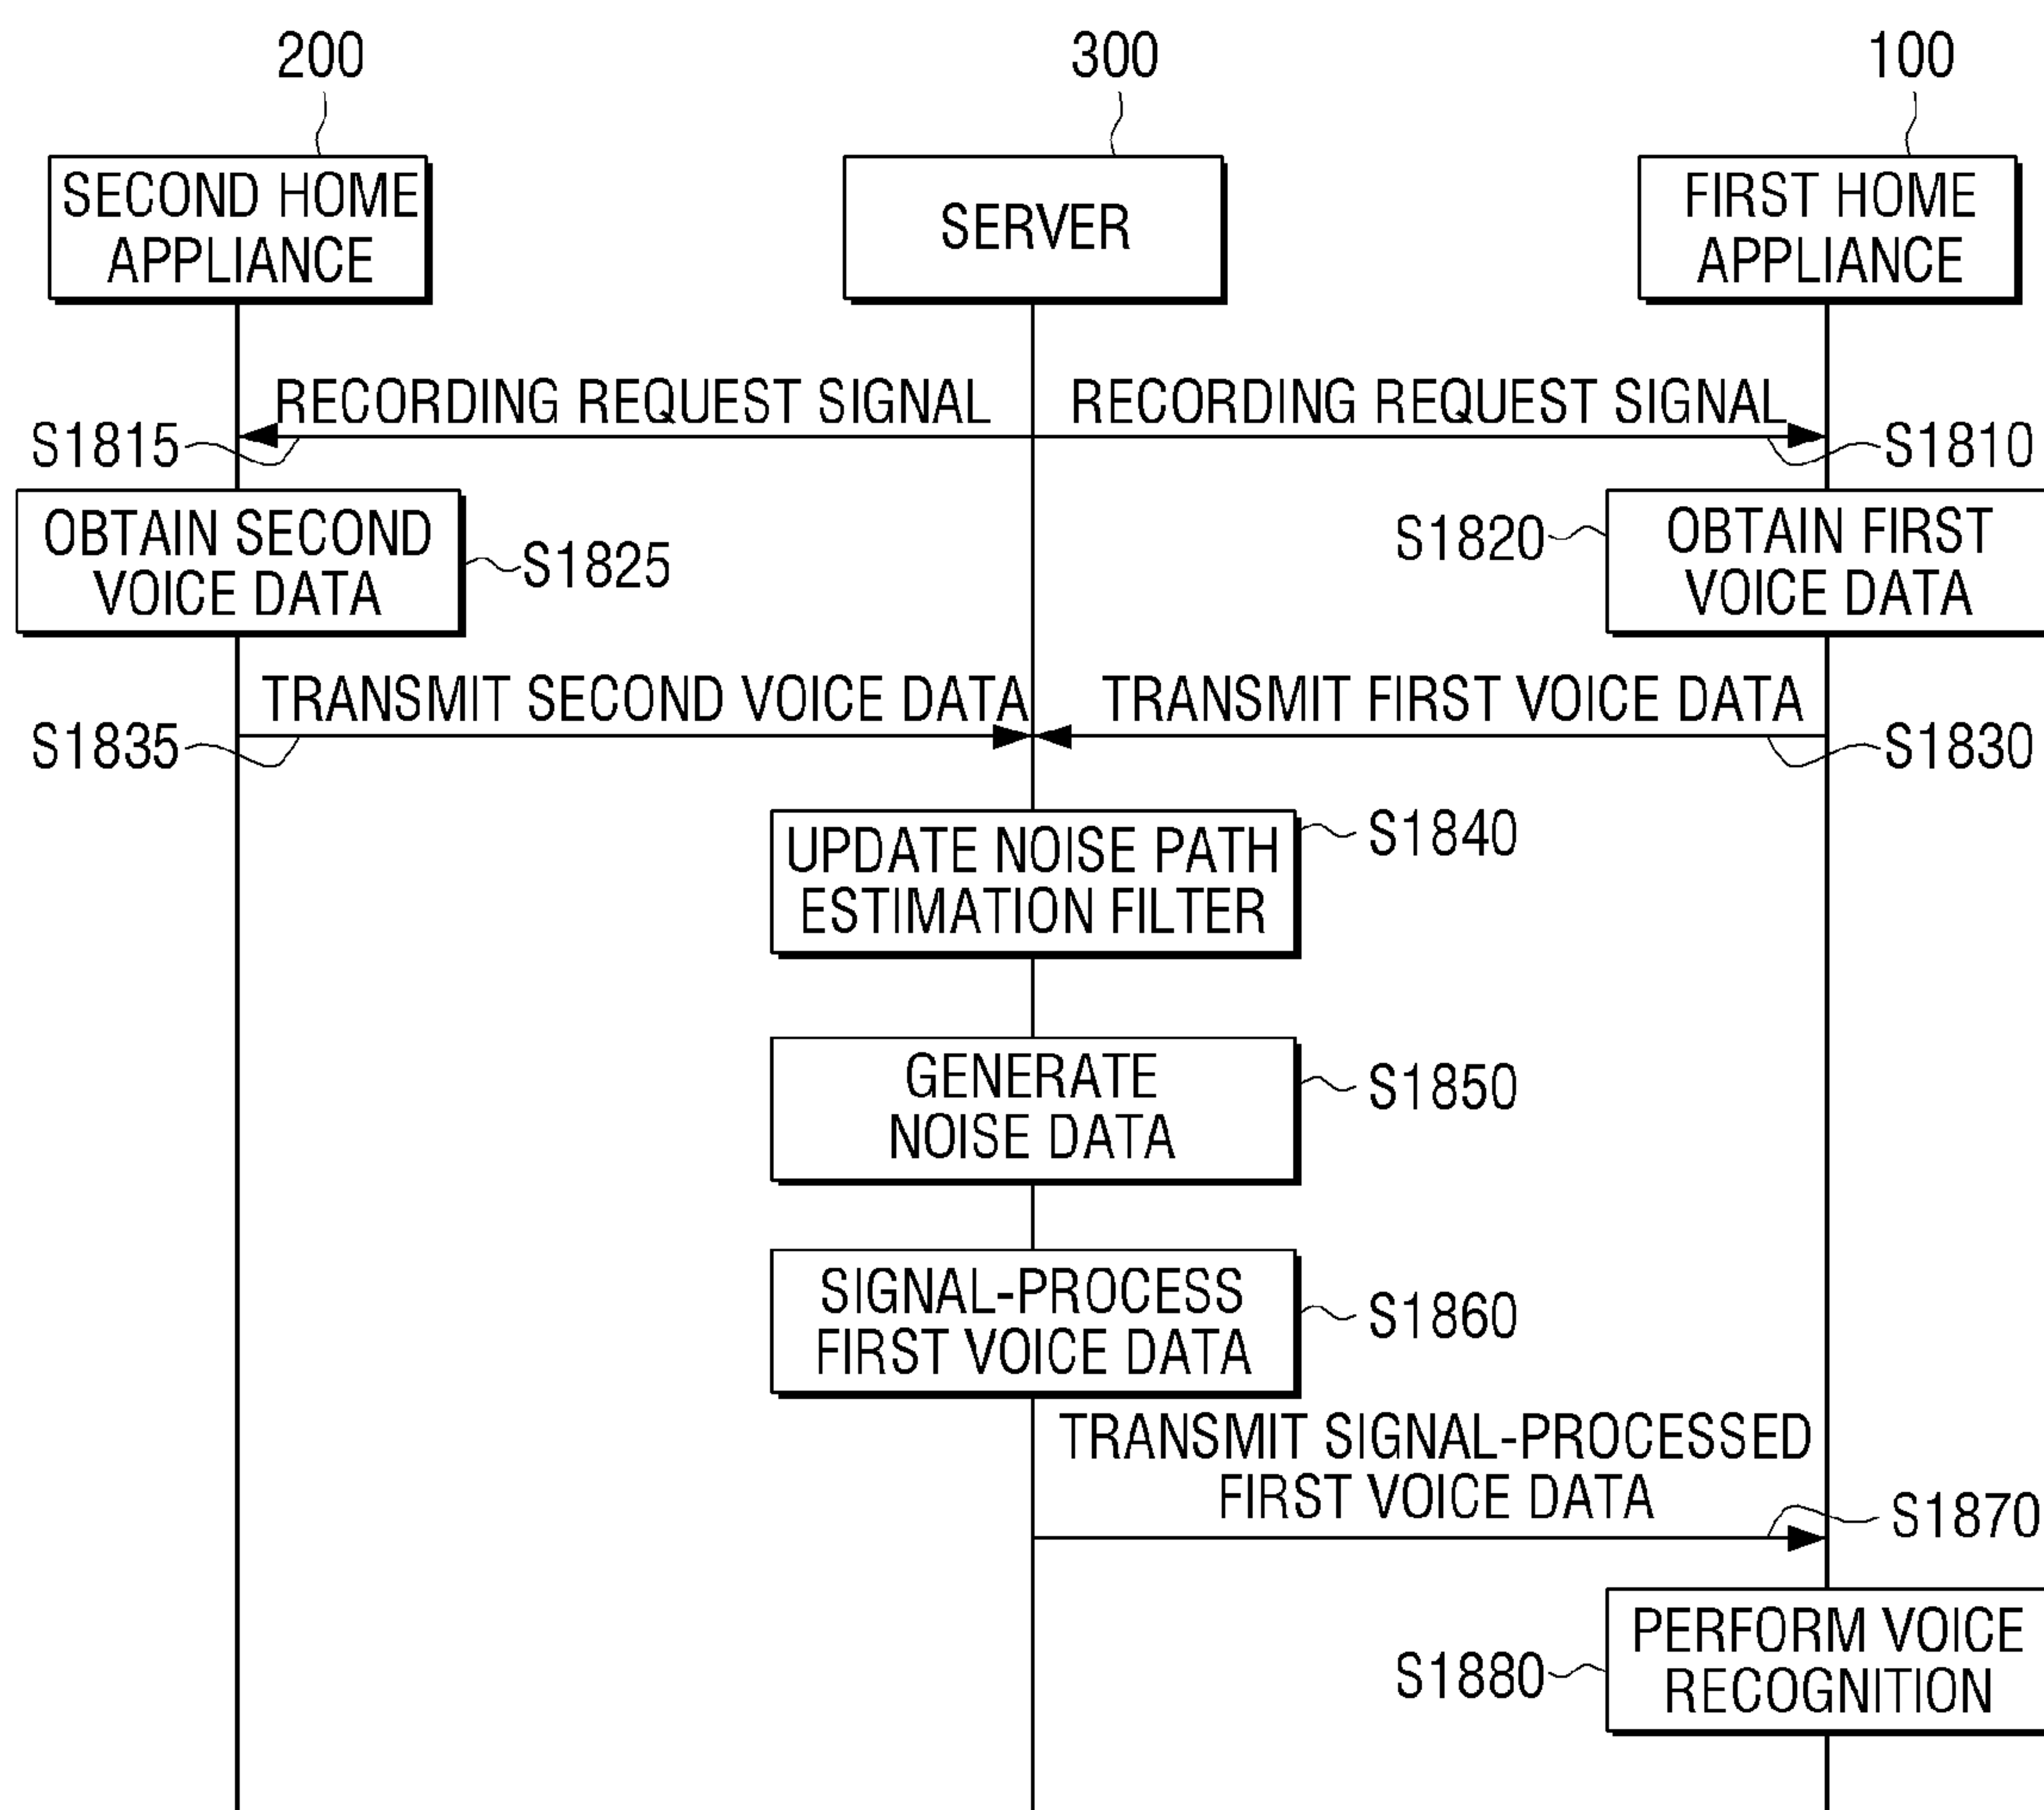 200
300
100
SECOND HOME
APPLIANCE
SERVER
FIRST HOME
APPLIANCE
RECORDING REQUEST SIGNAL
RECORDING REQUEST SIGNAL
S1815
S1810
OBTAIN SECOND
VOICE DATA
S1825
S1820
OBTAIN FIRST
VOICE DATA
TRANSMIT SECOND VOICE DATA
TRANSMIT FIRST VOICE DATA
S1835
S1830
UPDATE NOISE PATH
ESTIMATION FILTER
S1840
GENERATE
NOISE DATA
S1850
SIGNAL-PROCESS
FIRST VOICE DATA
S1860
TRANSMIT SIGNAL-PROCESSED
FIRST VOICE DATA
S1870
S1880
PERFORM VOICE
RECOGNITION